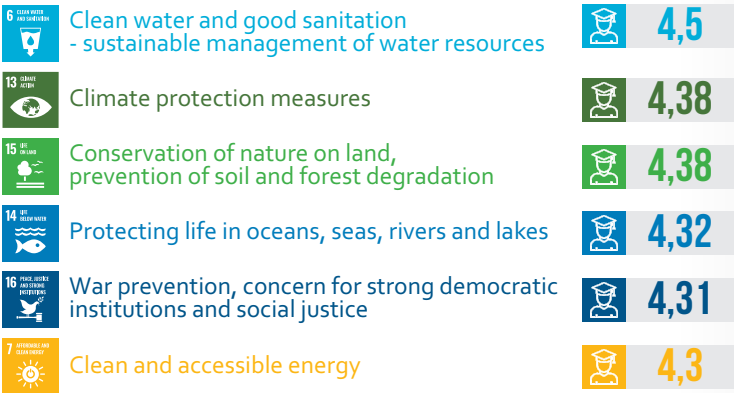 6 CLEAN WATER
AND SANITATION
Clean water and good sanitation
- sustainable management of water resources
4,5
13 CLIMATE
ACTION
Climate protection measures
4,38
15 LIFE
ON LAND
Conservation of nature on land,
prevention of soil and forest degradation
4,38
14 LIFE
BELOW WATER
Protecting life in oceans, seas, rivers and lakes
4,32
16 PEACE, JUSTICE
AND STRONG
INSTITUTIONS
War prevention, concern for strong democratic
institutions and social justice
4,31
7 AFFORDABLE AND
CLEAN ENERGY
Clean and accessible energy
4,3